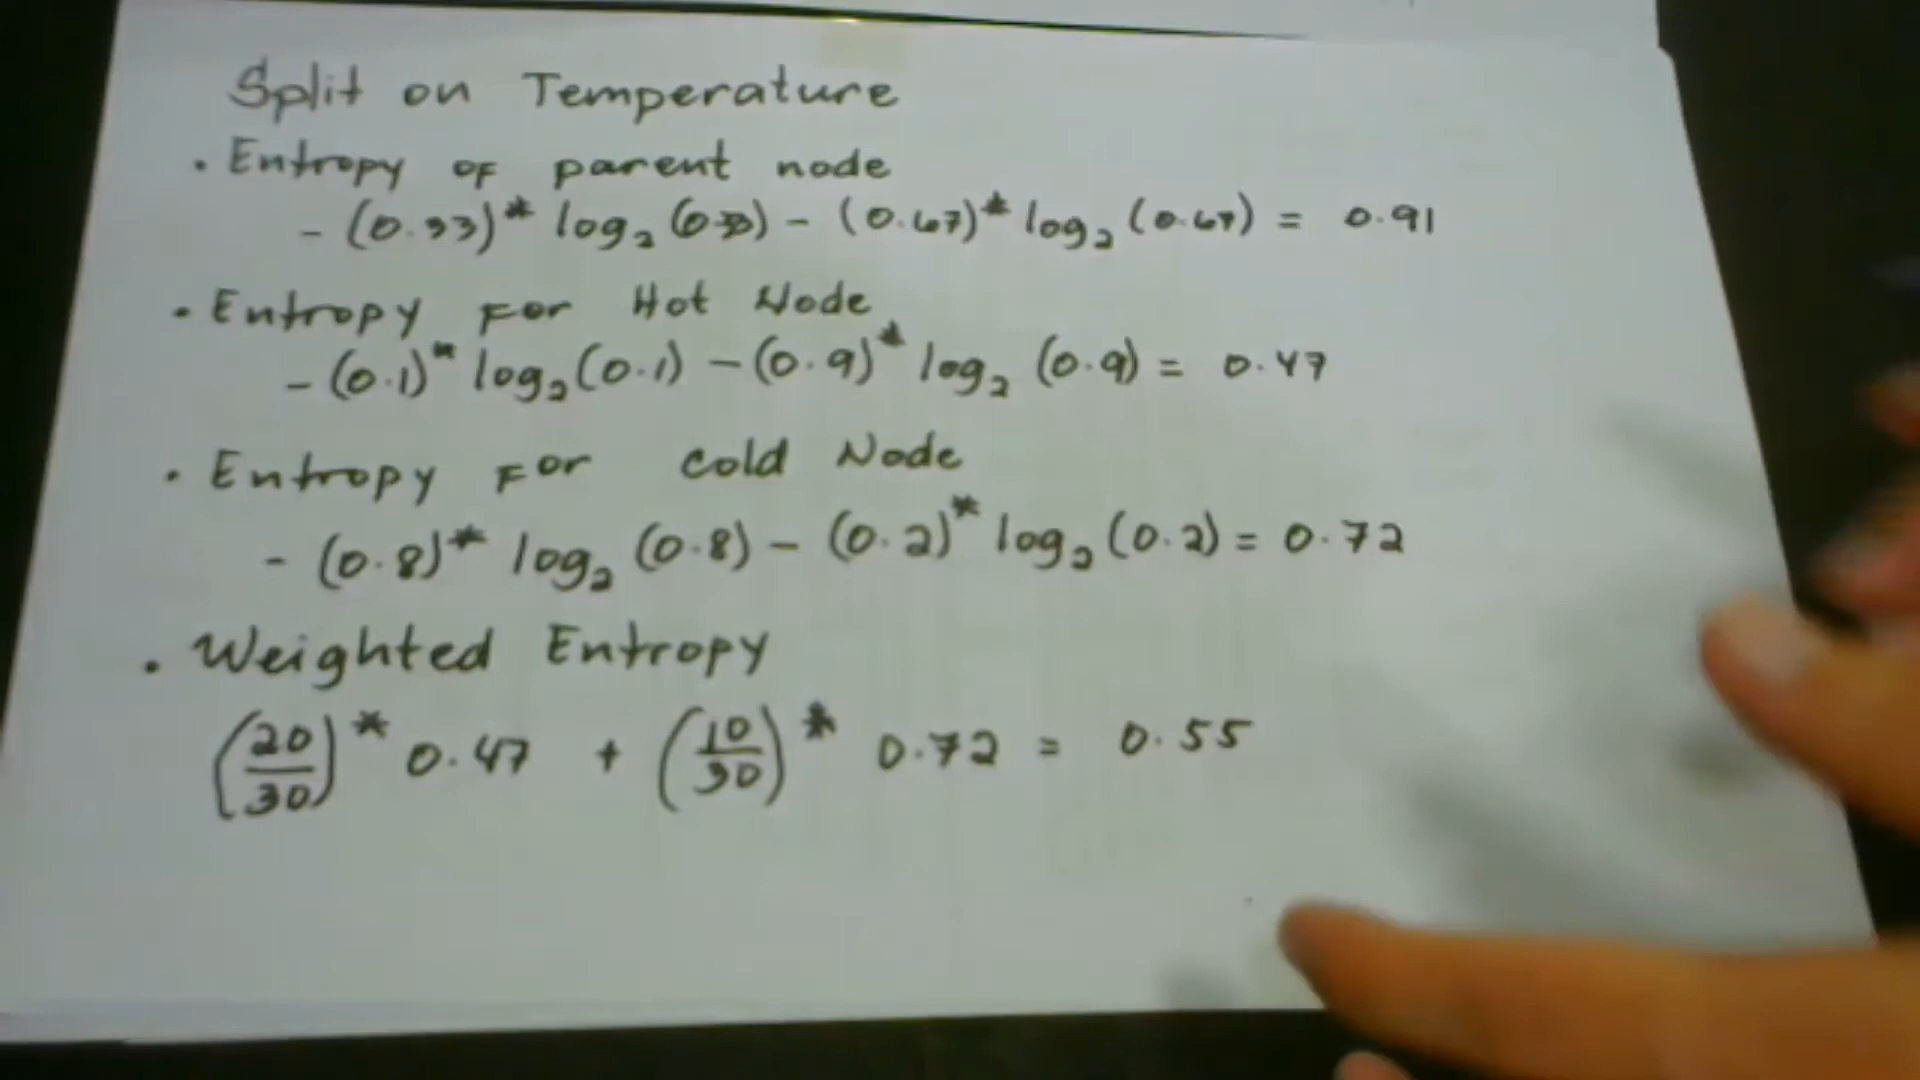 Split on Temperature
• Entropy of parent node
- (0.33)* log₂ (0.33) - (0.67)* log₂ (0.67) = 0.91
• Entropy for Hot Node
- (0.1)* log₂ (0.1) - (0.9)* log₂ (0.9) = 0.47
• Entropy for cold Node
- (0.8)* log₂ (0.8) - (0.2)* log₂ (0.2) = 0.72
• Weighted Entropy
(20/30)* 0.47 + (10/30)* 0.72 = 0.55